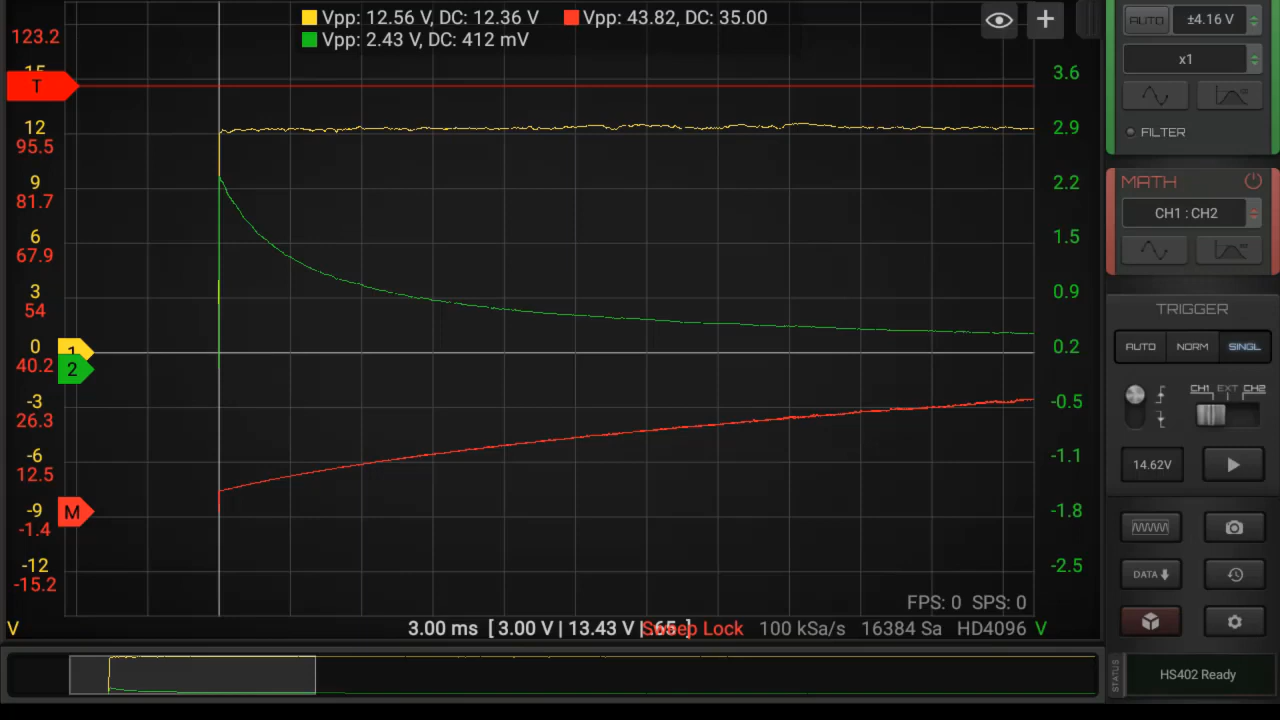 Vpp: 12.56 V, DC: 12.36 V Vpp: 43.82, DC: 35.00
Vpp: 2.43 V, DC: 412 mV
123.2
15
T
12
95.5
9
81.7
6
67.9
3
54
0
40.2
-3
26.3
-6
12.5
-9
-1.4
-12
-15.2
V
1
2
M
3.6
2.9
2.2
1.5
0.9
0.2
-0.5
-1.1
-1.8
-2.5
V
FPS: 0 SPS: 0
3.00 ms [ 3.00 V | 13.43 V | 65 ] Sweep Lock 100 kSa/s 16384 Sa HD4096
AUTO ±4.16 V
x1
FILTER
MATH
CH1 : CH2
TRIGGER
AUTO NORM SINGL
CH1 EXT CH2
14.62V
DATA
STATUS
HS402 Ready